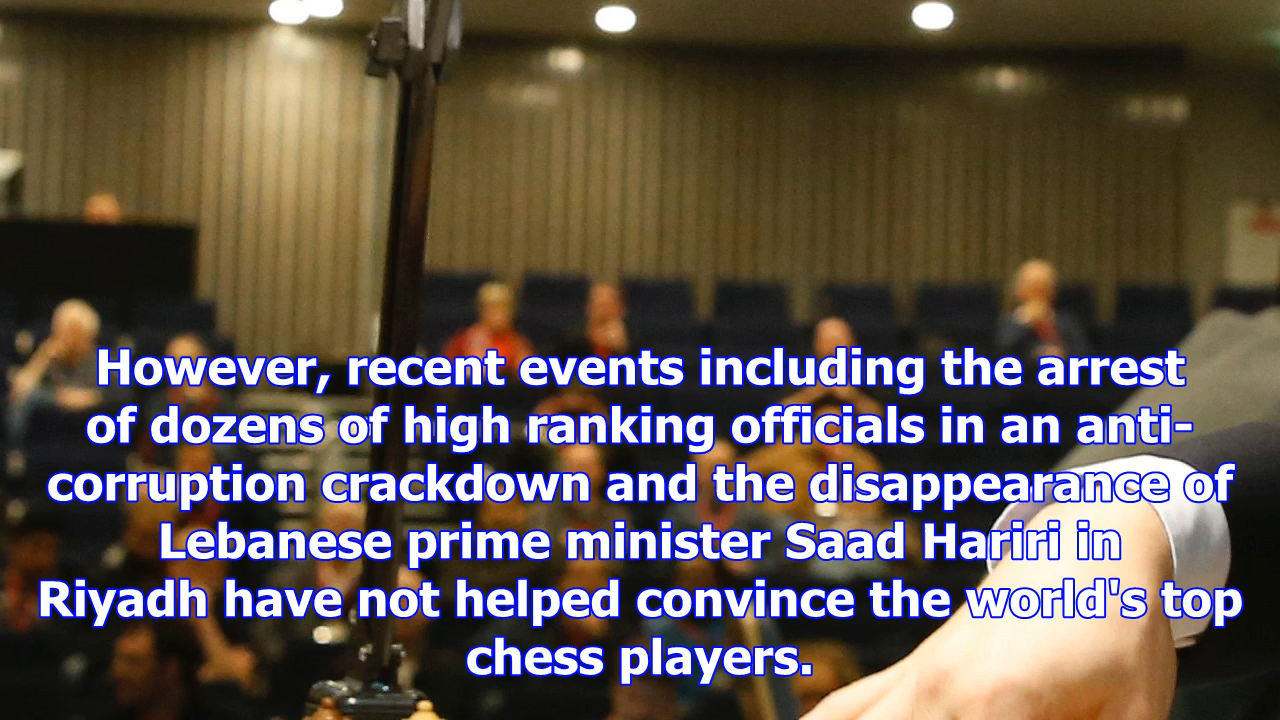 However, recent events including the arrest
of dozens of high ranking officials in an anti-
corruption crackdown and the disappearance of
Lebanese prime minister Saad Hariri in
Riyadh have not helped convince the world's top
chess players.